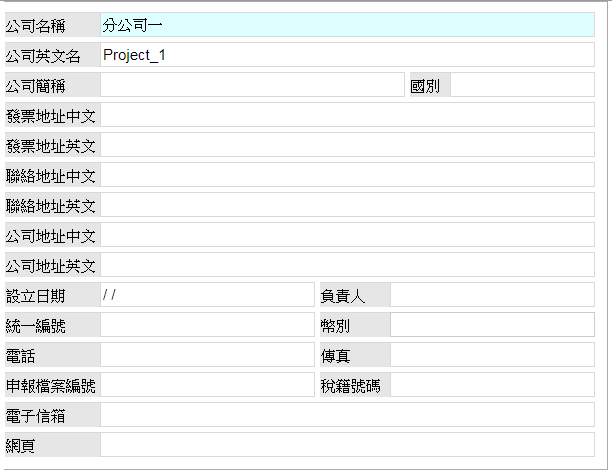 公司名稱 分公司一
公司英文名 Project_1
公司簡稱 國別
發票地址中文
發票地址英文
聯絡地址中文
聯絡地址英文
公司地址中文
公司地址英文
設立日期 / / 負責人
統一編號 幣別
電話 傳真
申報檔案編號 稅籍號碼
電子信箱
網頁